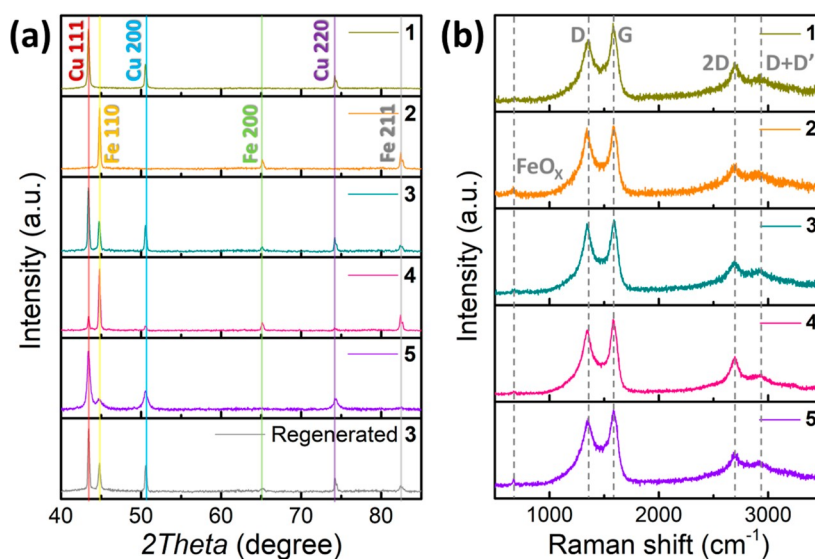 (a)
Cu 111
Cu 200
Cu 220
1
Fe 110
Fe 200
Fe 211
2
3
4
5
Regenerated 3
Intensity (a.u.)
40 50 60 70 80
2Theta (degree)
(b)
D
G
2D
D+D’
1
FeOₓ
2
3
4
5
Intensity (a.u.)
1000 2000 3000
Raman shift (cm⁻¹)